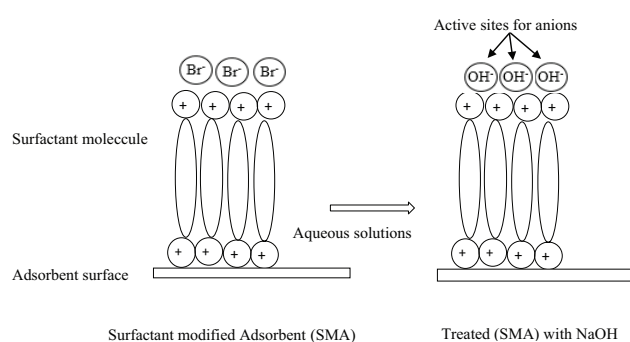 Active sites for anions
Br- Br- Br-
OH- OH- OH-
+ + + +
+ + + +
Surfactant moleccule
Aqueous solutions
+ + + +
+ + + +
Adsorbent surface
Surfactant modified Adsorbent (SMA)
Treated (SMA) with NaOH